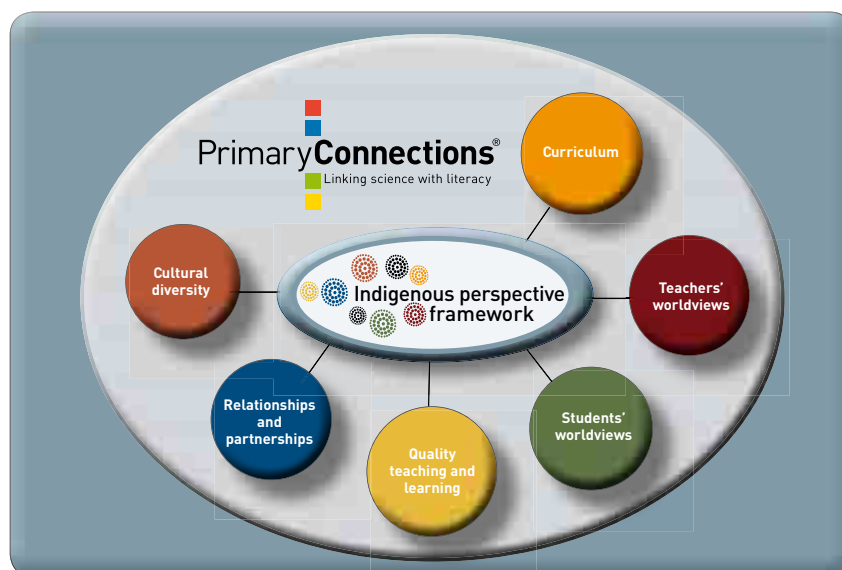 PrimaryConnections®
Linking science with literacy
Curriculum
Cultural
diversity
Indigenous perspective
framework
Teachers'
worldviews
Relationships
and
partnerships
Students'
worldviews
Quality
teaching and
learning